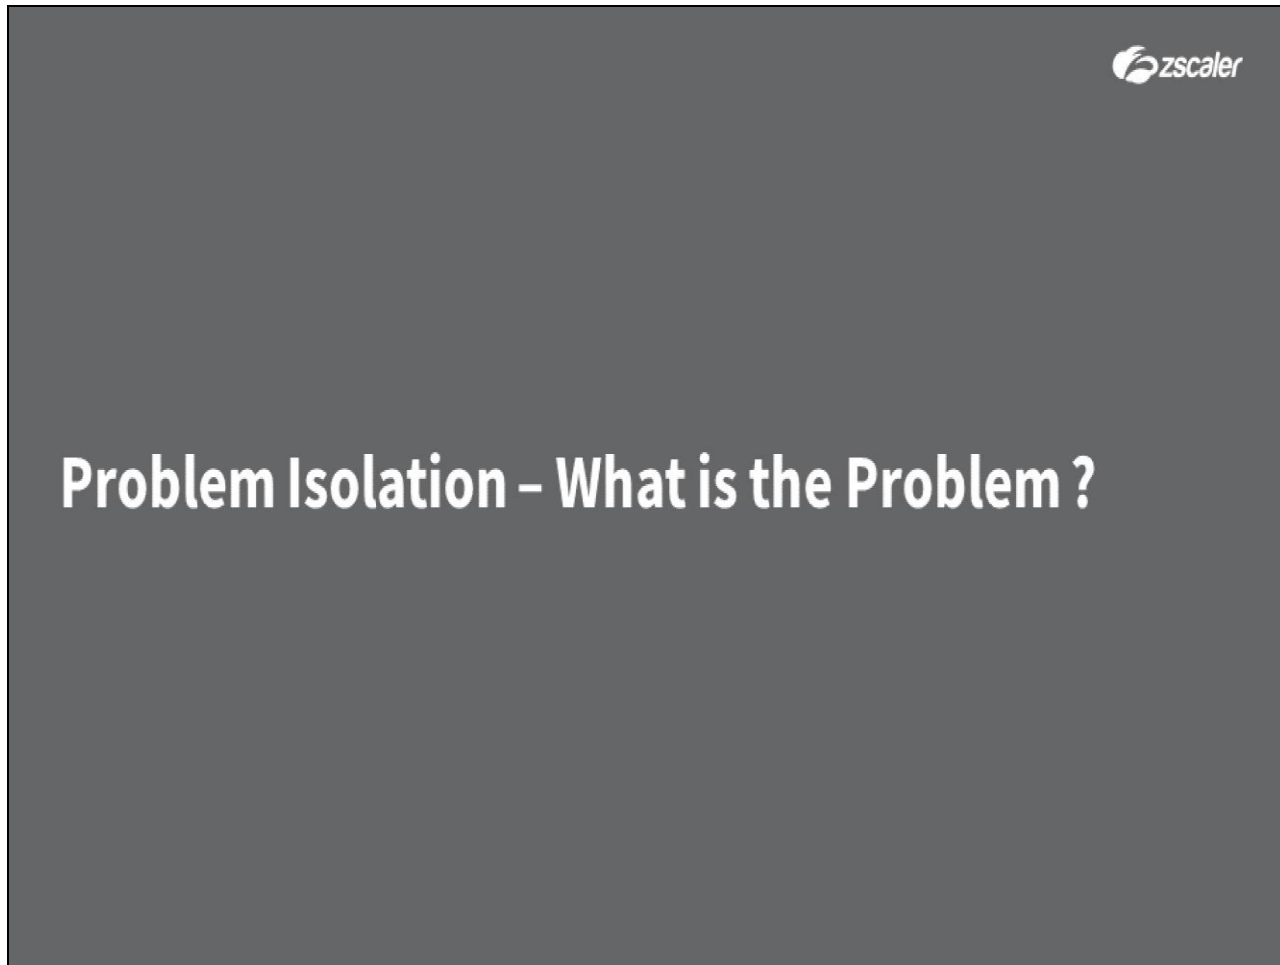 zscaler
Problem Isolation – What is the Problem ?